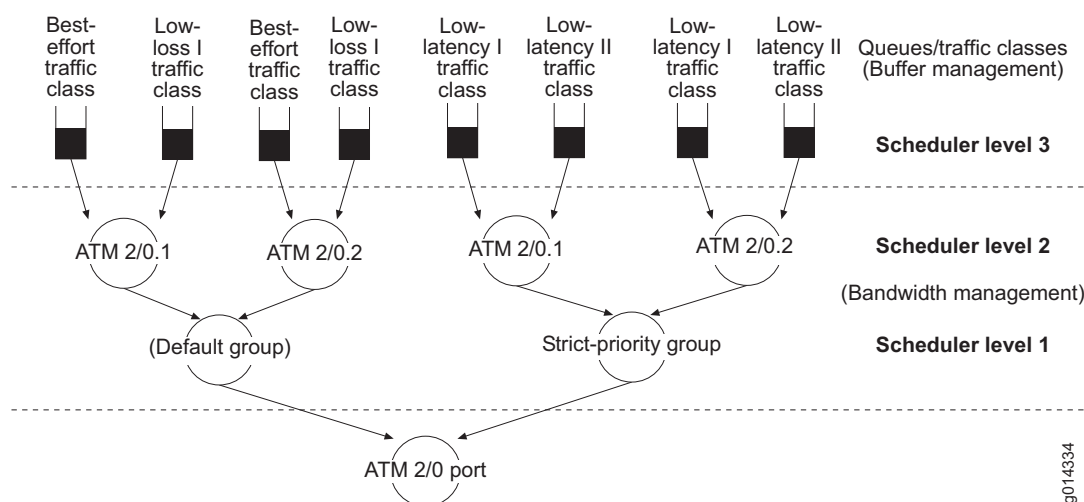 Best-
effort
traffic
class
Low-
loss I
traffic
class
Best-
effort
traffic
class
Low-
loss I
traffic
class
Low-
latency I
traffic
class
Low-
latency II
traffic
class
Low-
latency I
traffic
class
Low-
latency II
traffic
class
Queues/traffic classes
(Buffer management)
Scheduler level 3
ATM 2/0.1
ATM 2/0.2
ATM 2/0.1
ATM 2/0.2
Scheduler level 2
(Bandwidth management)
(Default group)
Strict-priority group
Scheduler level 1
ATM 2/0 port
g014334